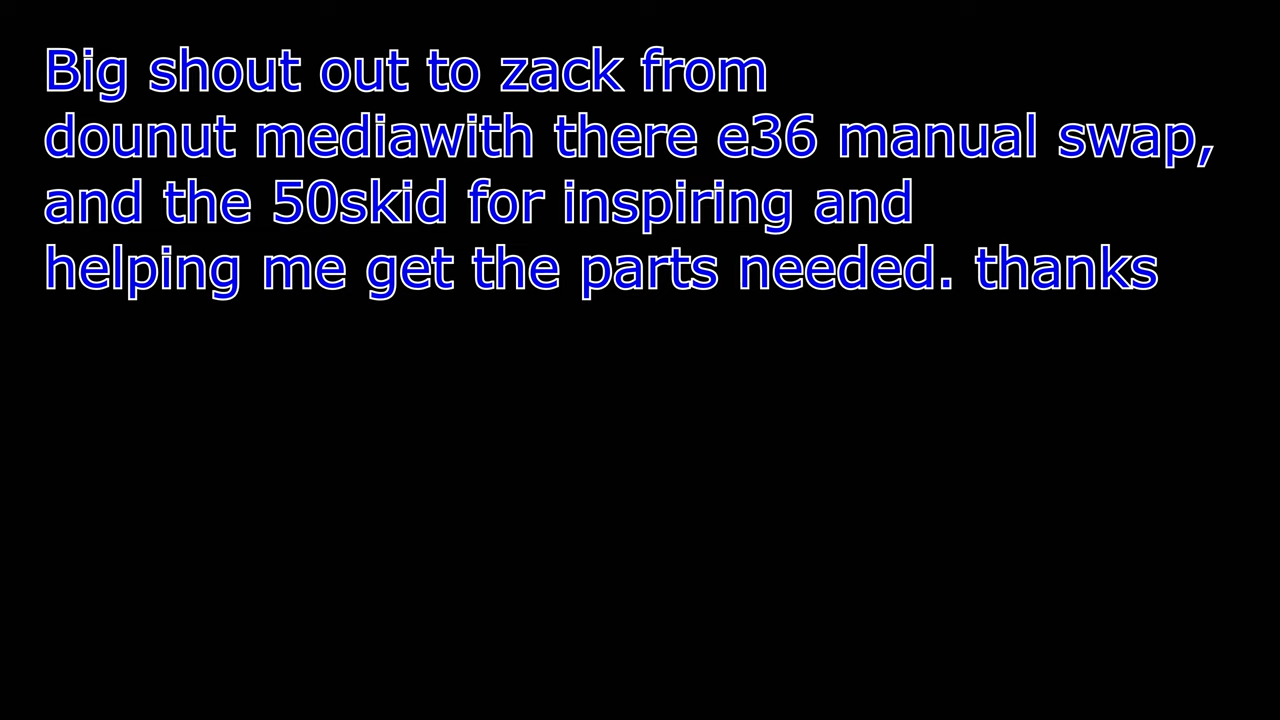 Big shout out to zack from
dounut mediawith there e36 manual swap,
and the 50skid for inspiring and
helping me get the parts needed. thanks